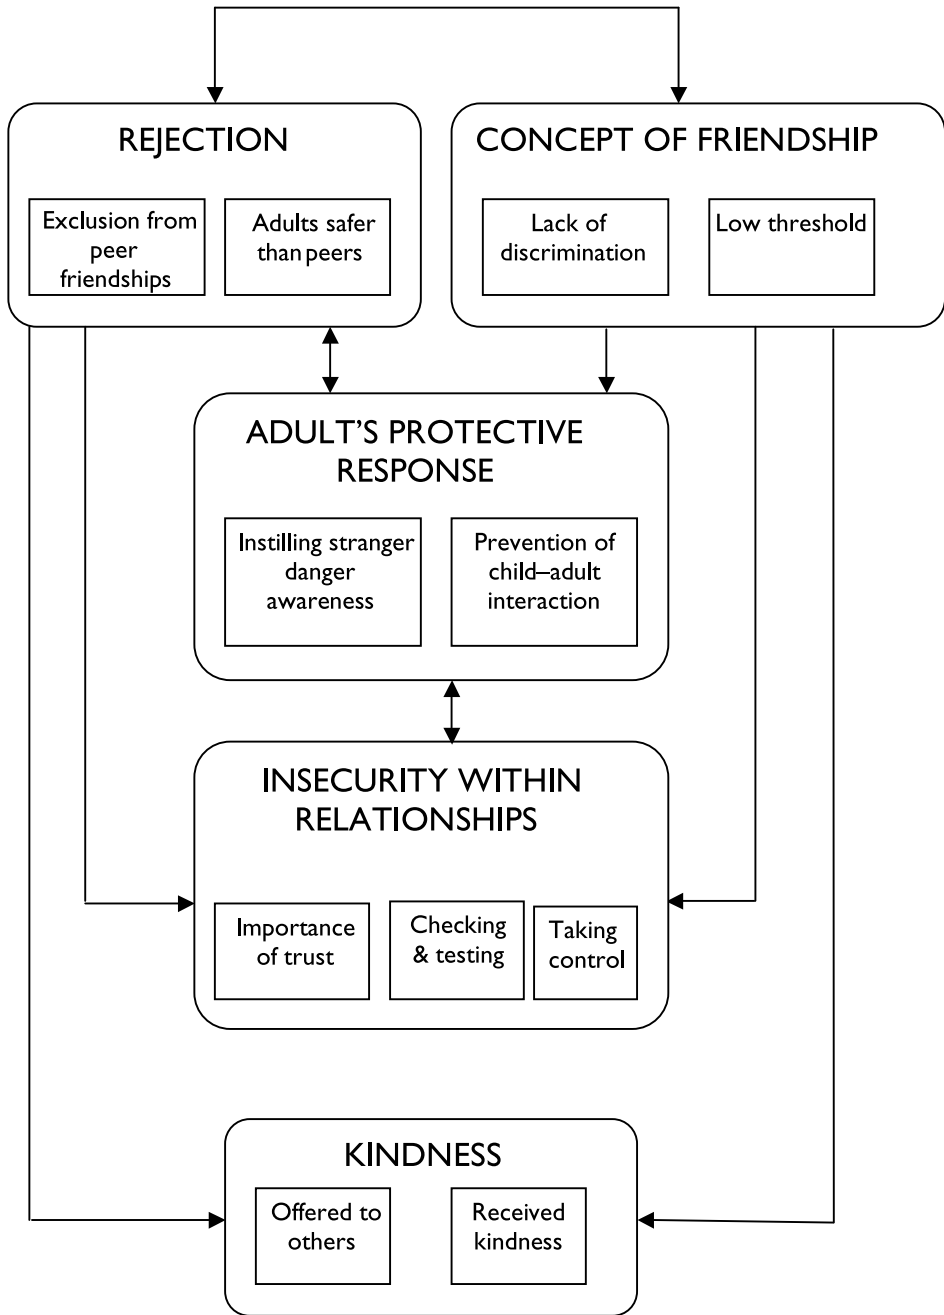 REJECTION
Exclusion from
peer
friendships
Adults safer
than peers
CONCEPT OF FRIENDSHIP
Lack of
discrimination
Low threshold
ADULT’S PROTECTIVE
RESPONSE
Instilling stranger
danger
awareness
Prevention of
child–adult
interaction
INSECURITY WITHIN
RELATIONSHIPS
Importance
of trust
Checking
& testing
Taking
control
KINDNESS
Offered to
others
Received
kindness